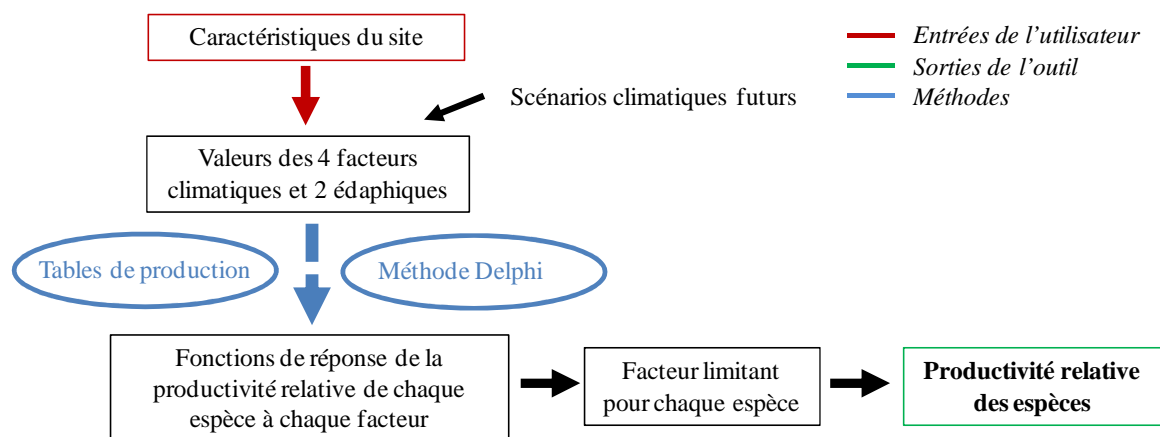 Caractéristiques du site
Entrées de l'utilisateur
Sorties de l'outil
Méthodes
Scénarios climatiques futurs
Valeurs des 4 facteurs
climatiques et 2 édaphiques
Tables de production
Méthode Delphi
Fonctions de réponse de la
productivité relative de chaque
espèce à chaque facteur
Facteur limitant
pour chaque espèce
Productivité relative
des espèces